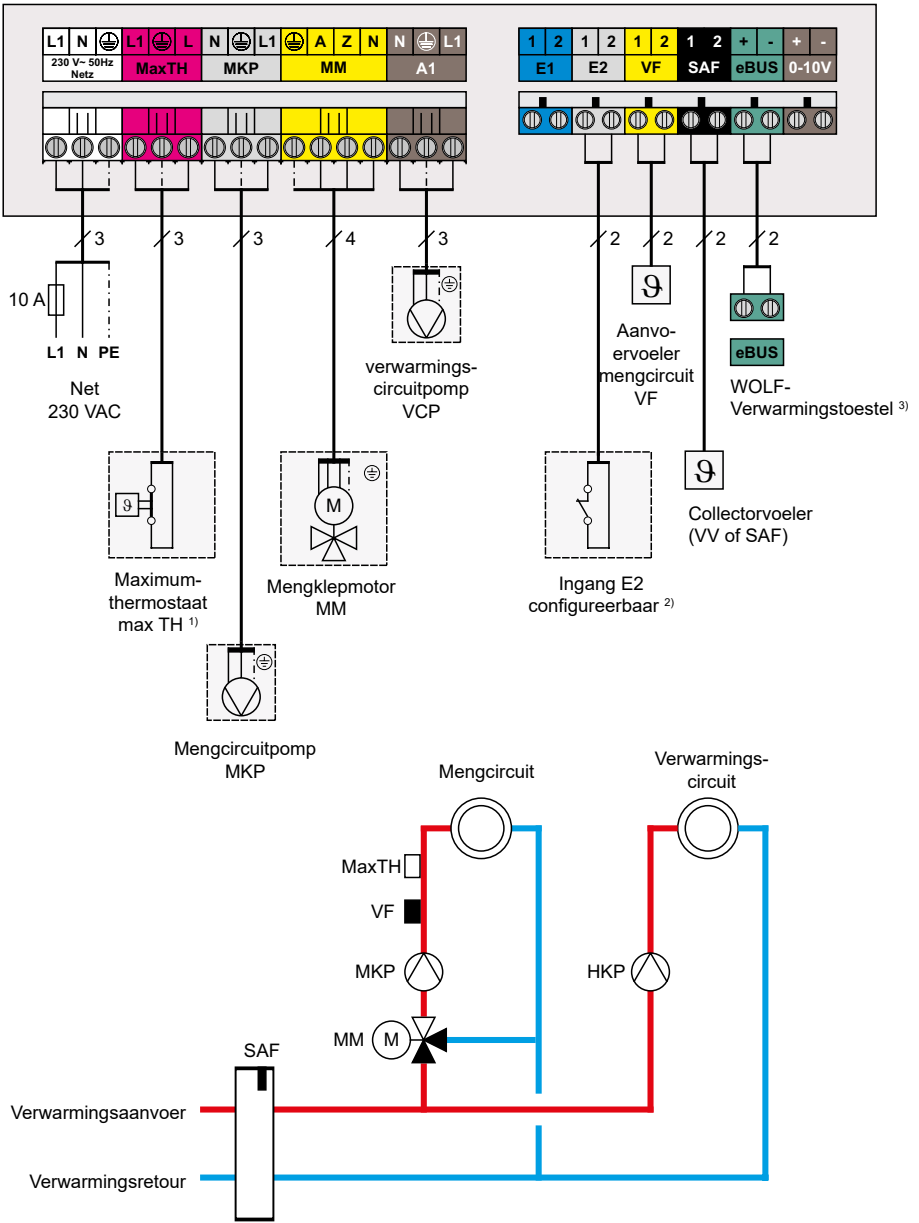 L1 N L1 L N L1 A Z N N L1 1 2 1 2 1 2 1 2 + - + -
230 V~ 50Hz
Netz
MaxTH MKP MM A1 E1 E2 VF SAF eBUS 0-10V
3 3 3 4 3 2 2 2 2
10 A
L1 N PE
Net
230 VAC
verwarmings-
circuitpomp
VCP
ϑ
Aanvo-
ervoeler
mengcircuit
VF
eBUS
WOLF-
Verwarmingstoestel 3)
ϑ
Maximum-
thermostaat
max TH 1)
M
Mengklepmotor
MM
Ingang E2
configureerbaar 2)
ϑ
Collectorvoeler
(VV of SAF)
Mengcircuitpomp
MKP
Mengcircuit
Verwarmings-
circuit
MaxTH
VF
MKP
HKP
MM M
SAF
Verwarmingsaanvoer
Verwarmingsretour